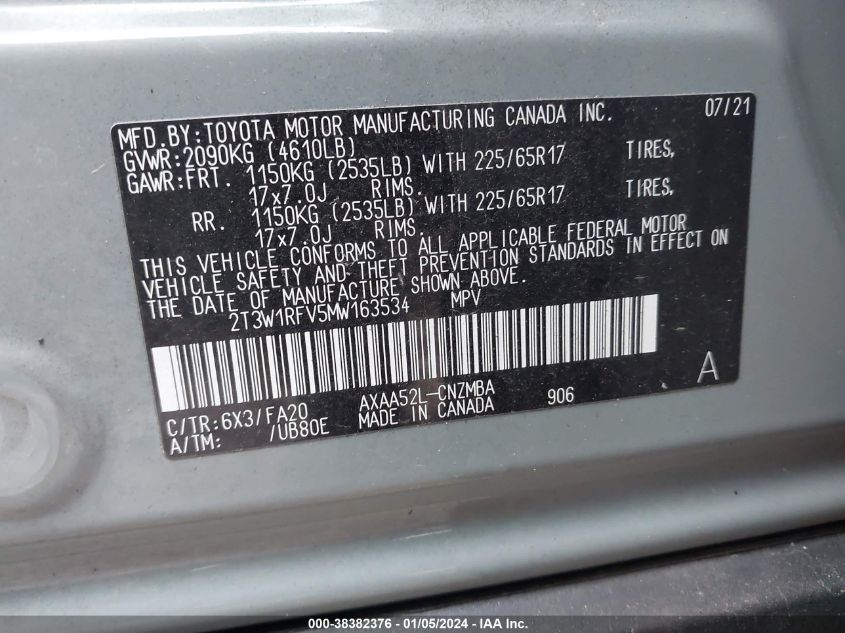 MFD.BY:TOYOTA MOTOR MANUFACTURING CANADA INC. 07/21
GVWR:2090KG (4610LB)
GAWR:FRT. 1150KG (2535LB) WITH 225/65R17 TIRES,
17x7.0J RIMS.
RR. 1150KG (2535LB) WITH 225/65R17 TIRES,
17x7.0J RIMS.
THIS VEHICLE CONFORMS TO ALL APPLICABLE FEDERAL MOTOR
VEHICLE SAFETY AND THEFT PREVENTION STANDARDS IN EFFECT ON
THE DATE OF MANUFACTURE SHOWN ABOVE.
2T3W1RFV5MW163534 MPV
C/TR:6X3/FA20 AXAA52L-CNZMBA 906 A
A/TM: /UB80E MADE IN CANADA
000-38382376 - 01/05/2024 - IAA Inc.